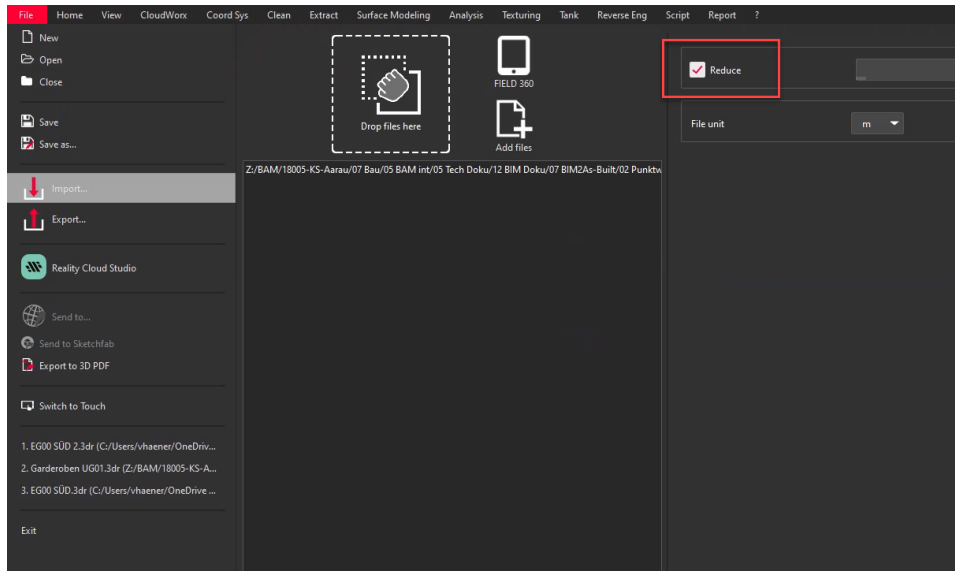 File Home View CloudWorx Coord Sys Clean Extract Surface Modeling Analysis Texturing Tank Reverse Eng Script Report ?
New
Open
Close
Save
Save as...
Import...
Export...
Reality Cloud Studio
Send to...
Send to Sketchfab
Export to 3D PDF
Switch to Touch
1. EG00 SÜD 2.3dr (C:/Users/vhaener/OneDriv...
2. Garderoben UG01.3dr (Z:/BAM/18005-KS-A...
3. EG00 SÜD.3dr (C:/Users/vhaener/OneDrive ...
Exit
Drop files here
FIELD 360
Add files
Z:/BAM/18005-KS-Aarau/07 Bau/05 BAM int/05 Tech Doku/12 BIM Doku/07 BIM2As-Built/02 Punktw
Reduce
File unit m